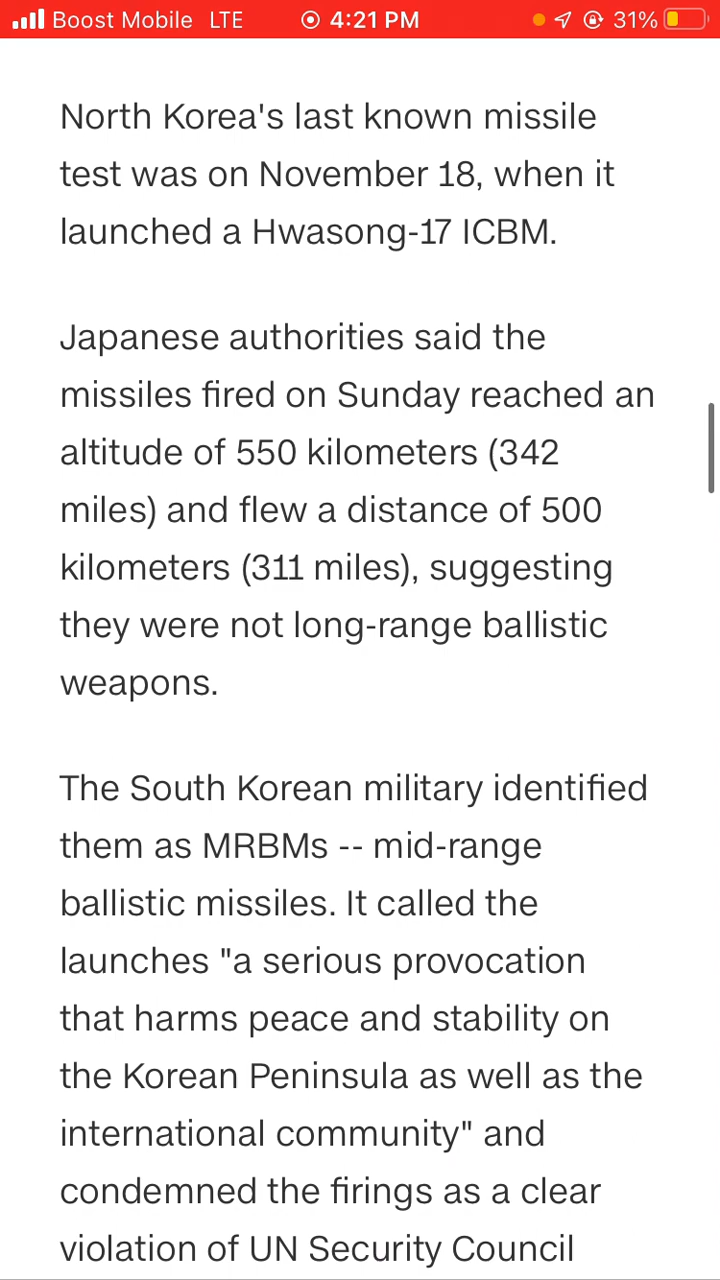 Boost Mobile LTE 4:21 PM 31%
North Korea's last known missile
test was on November 18, when it
launched a Hwasong-17 ICBM.
Japanese authorities said the
missiles fired on Sunday reached an
altitude of 550 kilometers (342
miles) and flew a distance of 500
kilometers (311 miles), suggesting
they were not long-range ballistic
weapons.
The South Korean military identified
them as MRBMs -- mid-range
ballistic missiles. It called the
launches "a serious provocation
that harms peace and stability on
the Korean Peninsula as well as the
international community" and
condemned the firings as a clear
violation of UN Security Council